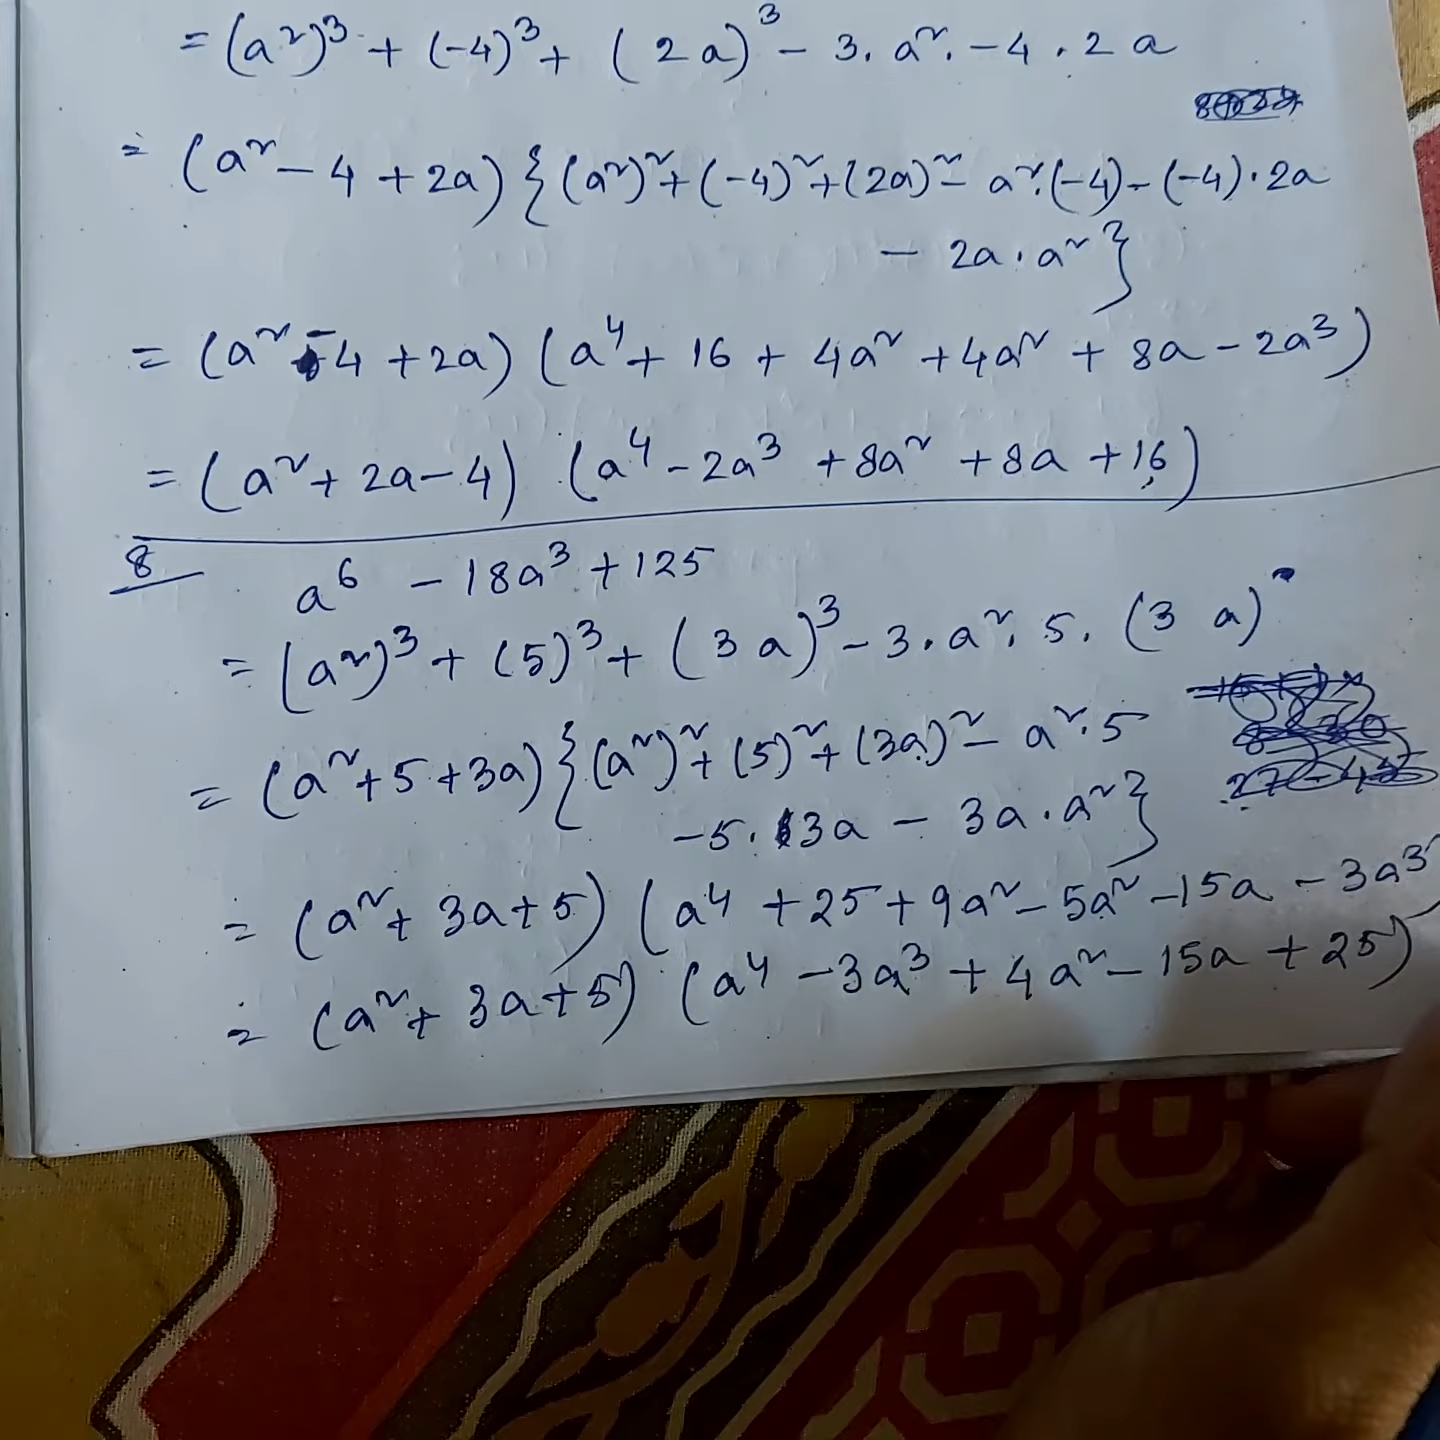 = (a²)³ + (-4)³ + (2a)³ - 3. a². -4 . 2a
= (a² - 4 + 2a) {(a²)² + (-4)² + (2a)² - a².(-4) - (-4).2a
- 2a . a²}
= (a² - 4 + 2a) (a⁴ + 16 + 4a² + 4a² + 8a - 2a³)
= (a² + 2a - 4) (a⁴ - 2a³ + 8a² + 8a + 16)
8
a⁶ - 18a³ + 125
= (a²)³ + (5)³ + (3a)³ - 3. a². 5. (3a)
= (a² + 5 + 3a) {(a²)² + (5)² + (3a)² - a².5
- 5. 3a - 3a . a²}
= (a² + 3a + 5) (a⁴ + 25 + 9a² - 5a² - 15a - 3a³
= (a² + 3a + 5) (a⁴ - 3a³ + 4a² - 15a + 25)